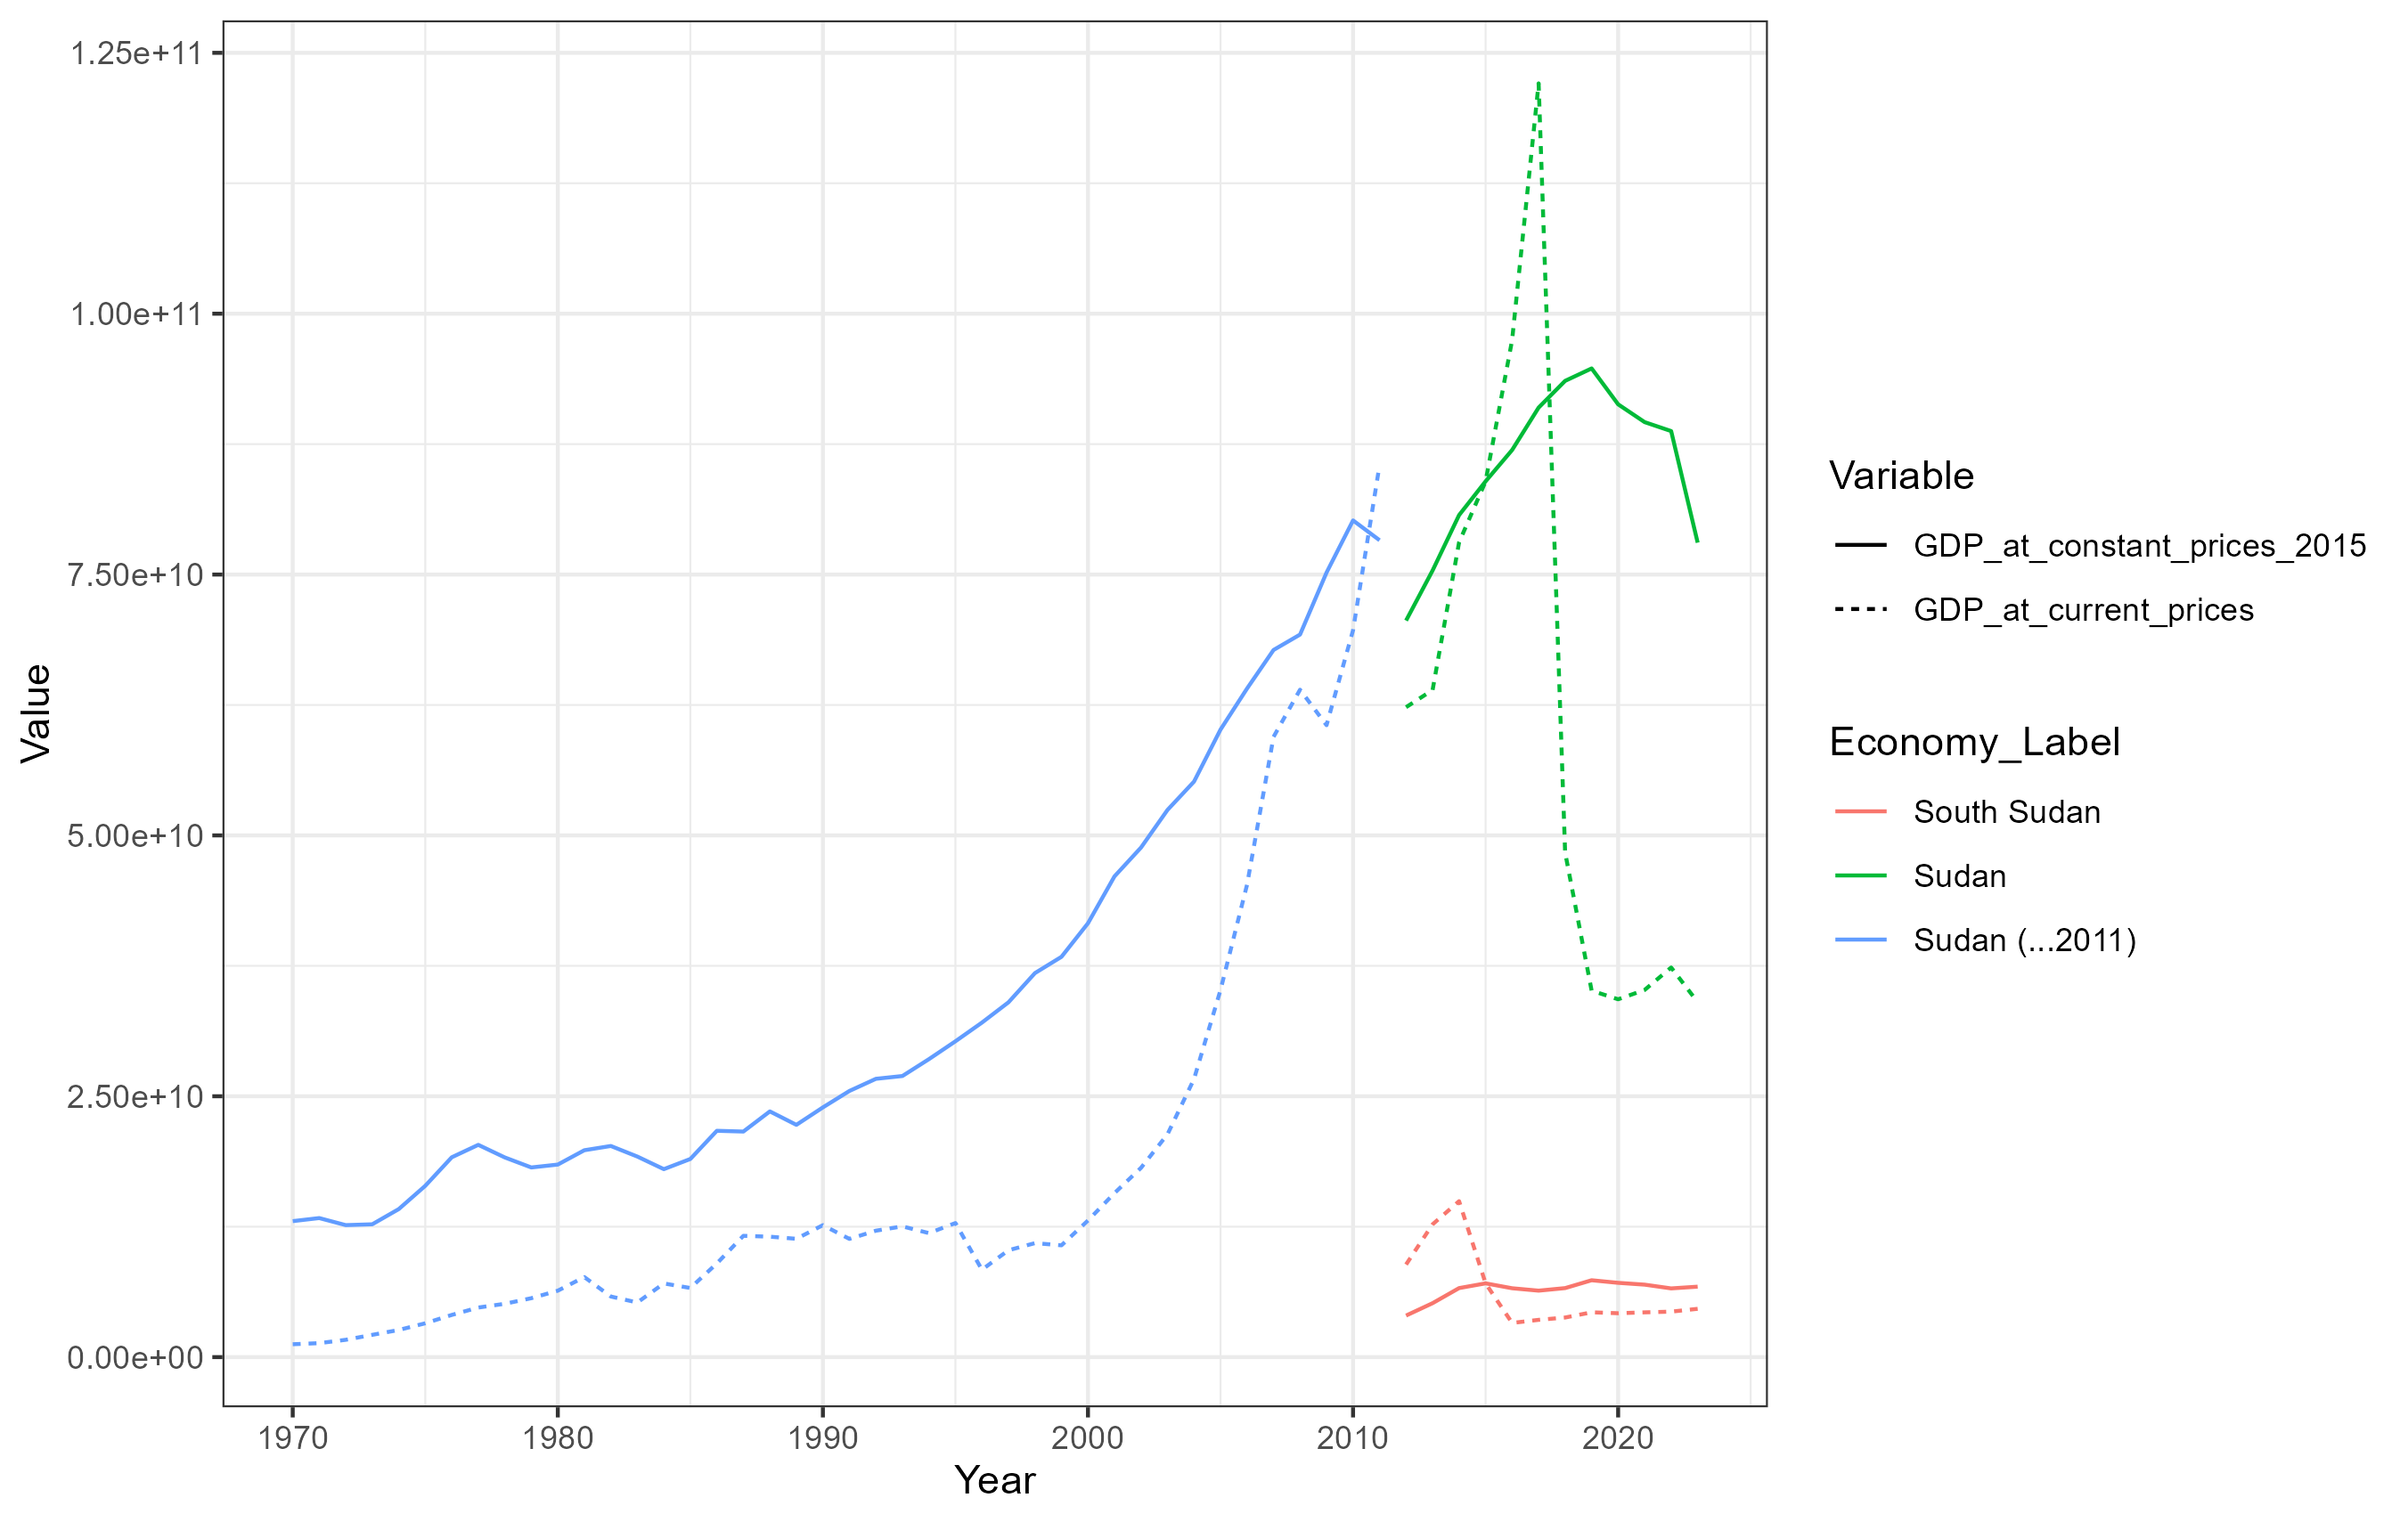 1.25e+11
1.00e+11
7.50e+10
5.00e+10
2.50e+10
0.00e+00
Value
1970 1980 1990 2000 2010 2020
Year
Variable
GDP_at_constant_prices_2015
GDP_at_current_prices
Economy_Label
South Sudan
Sudan
Sudan (...2011)